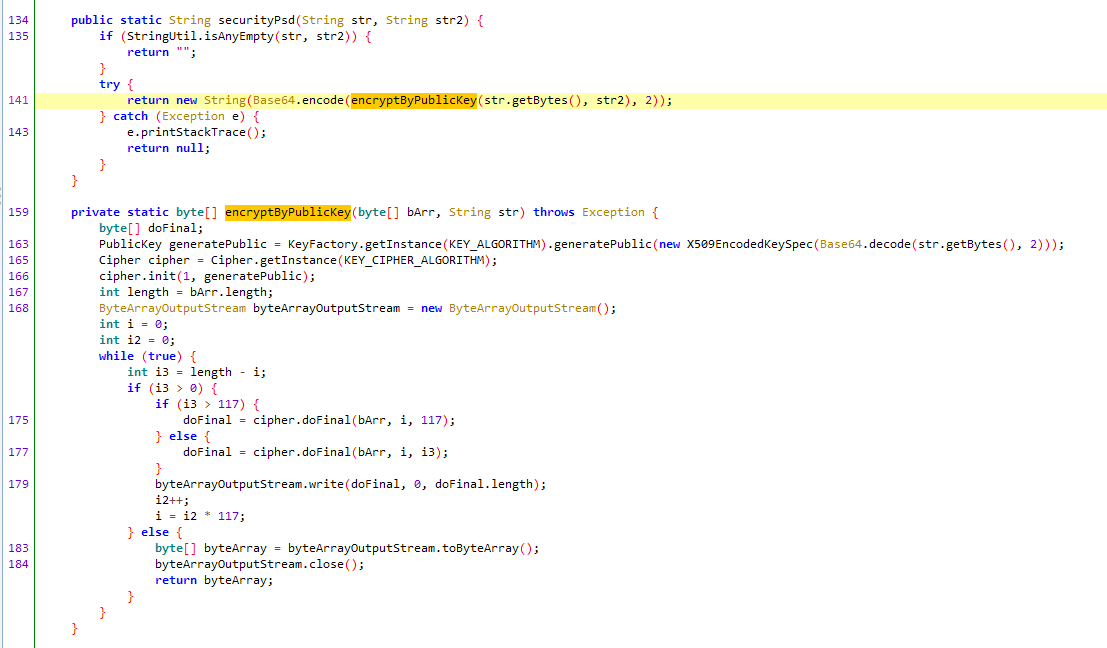 134 public static String securityPsd(String str, String str2) {
135 if (StringUtil.isAnyEmpty(str, str2)) {
return "";
}
try {
141 return new String(Base64.encode(encryptByPublicKey(str.getBytes(), str2), 2));
} catch (Exception e) {
143 e.printStackTrace();
return null;
}
}
159 private static byte[] encryptByPublicKey(byte[] bArr, String str) throws Exception {
byte[] doFinal;
163 PublicKey generatePublic = KeyFactory.getInstance(KEY_ALGORITHM).generatePublic(new X509EncodedKeySpec(Base64.decode(str.getBytes(), 2)));
165 Cipher cipher = Cipher.getInstance(KEY_CIPHER_ALGORITHM);
166 cipher.init(1, generatePublic);
167 int length = bArr.length;
168 ByteArrayOutputStream byteArrayOutputStream = new ByteArrayOutputStream();
int i = 0;
int i2 = 0;
while (true) {
int i3 = length - i;
if (i3 > 0) {
if (i3 > 117) {
175 doFinal = cipher.doFinal(bArr, i, 117);
} else {
177 doFinal = cipher.doFinal(bArr, i, i3);
}
179 byteArrayOutputStream.write(doFinal, 0, doFinal.length);
i2++;
i = i2 * 117;
} else {
183 byte[] byteArray = byteArrayOutputStream.toByteArray();
184 byteArrayOutputStream.close();
return byteArray;
}
}
}